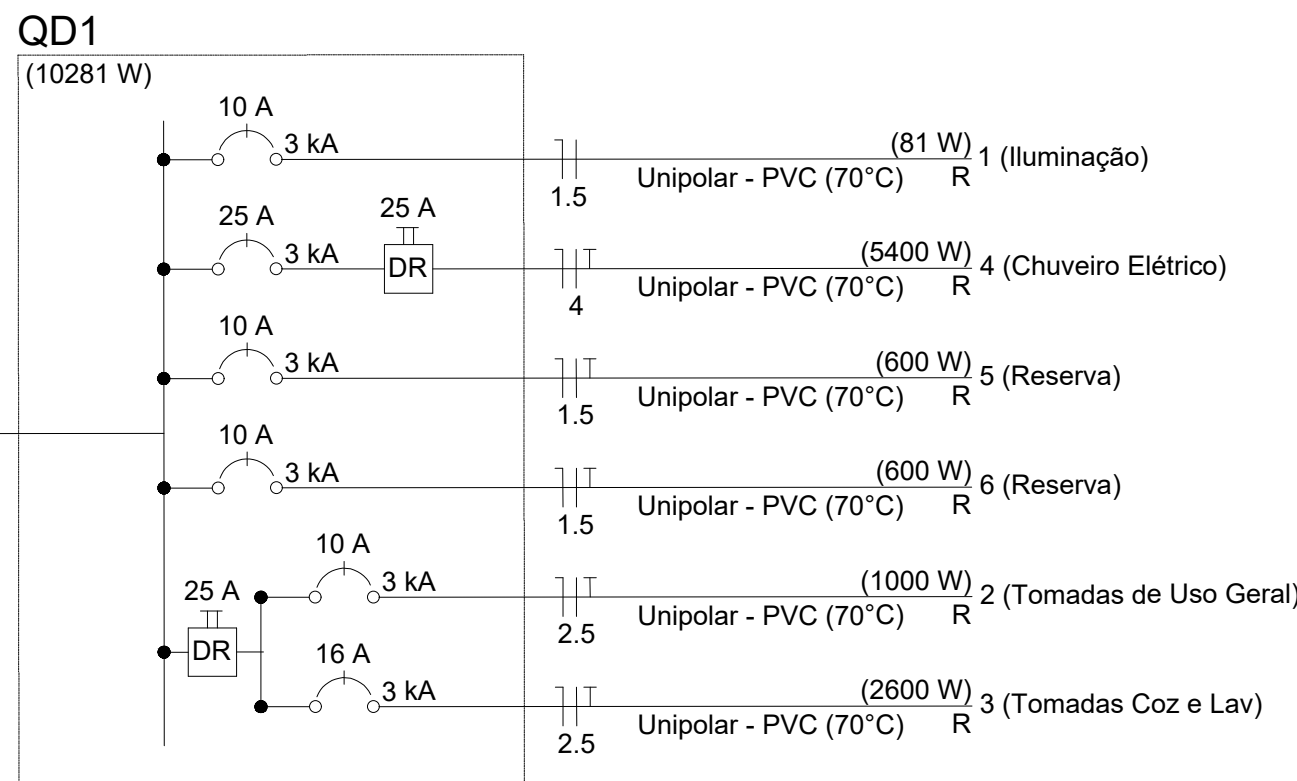 QD1
(10281 W)
10 A
3 kA
1.5
(81 W)
Unipolar - PVC (70°C)
R
1 (Iluminação)
25 A
3 kA
25 A
DR
4
(5400 W)
Unipolar - PVC (70°C)
R
4 (Chuveiro Elétrico)
10 A
3 kA
1.5
(600 W)
Unipolar - PVC (70°C)
R
5 (Reserva)
10 A
3 kA
1.5
(600 W)
Unipolar - PVC (70°C)
R
6 (Reserva)
25 A
DR
10 A
3 kA
2.5
(1000 W)
Unipolar - PVC (70°C)
R
2 (Tomadas de Uso Geral)
16 A
3 kA
2.5
(2600 W)
Unipolar - PVC (70°C)
R
3 (Tomadas Coz e Lav)